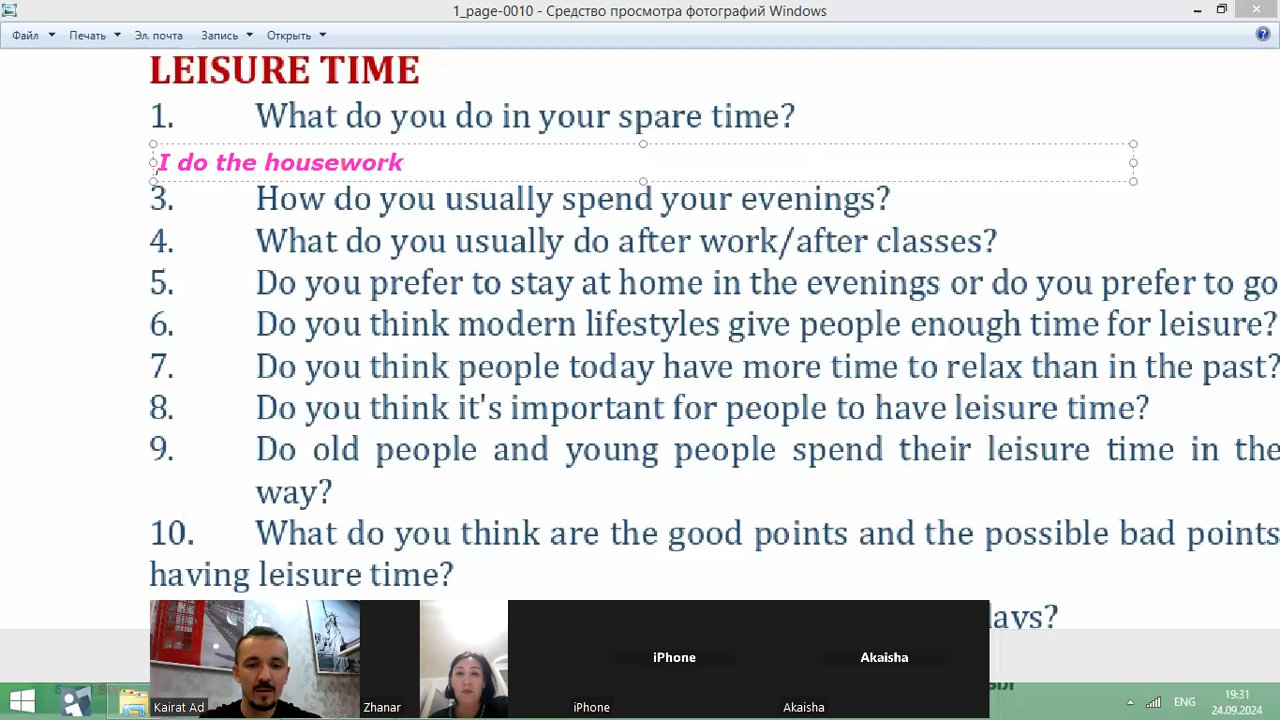 1_page-0010 - Средство просмотра фотографий Windows
Файл Печать Эл. почта Запись Открыть
LEISURE TIME
1. What do you do in your spare time?
I do the housework
3. How do you usually spend your evenings?
4. What do you usually do after work/after classes?
5. Do you prefer to stay at home in the evenings or do you prefer to go
6. Do you think modern lifestyles give people enough time for leisure?
7. Do you think people today have more time to relax than in the past?
8. Do you think it's important for people to have leisure time?
9. Do old people and young people spend their leisure time in the
way?
10. What do you think are the good points and the possible bad points
having leisure time?
iPhone
Akaisha
Kairat Ad
Zhanar
iPhone
Akaisha
ENG
19:31
24.09.2024